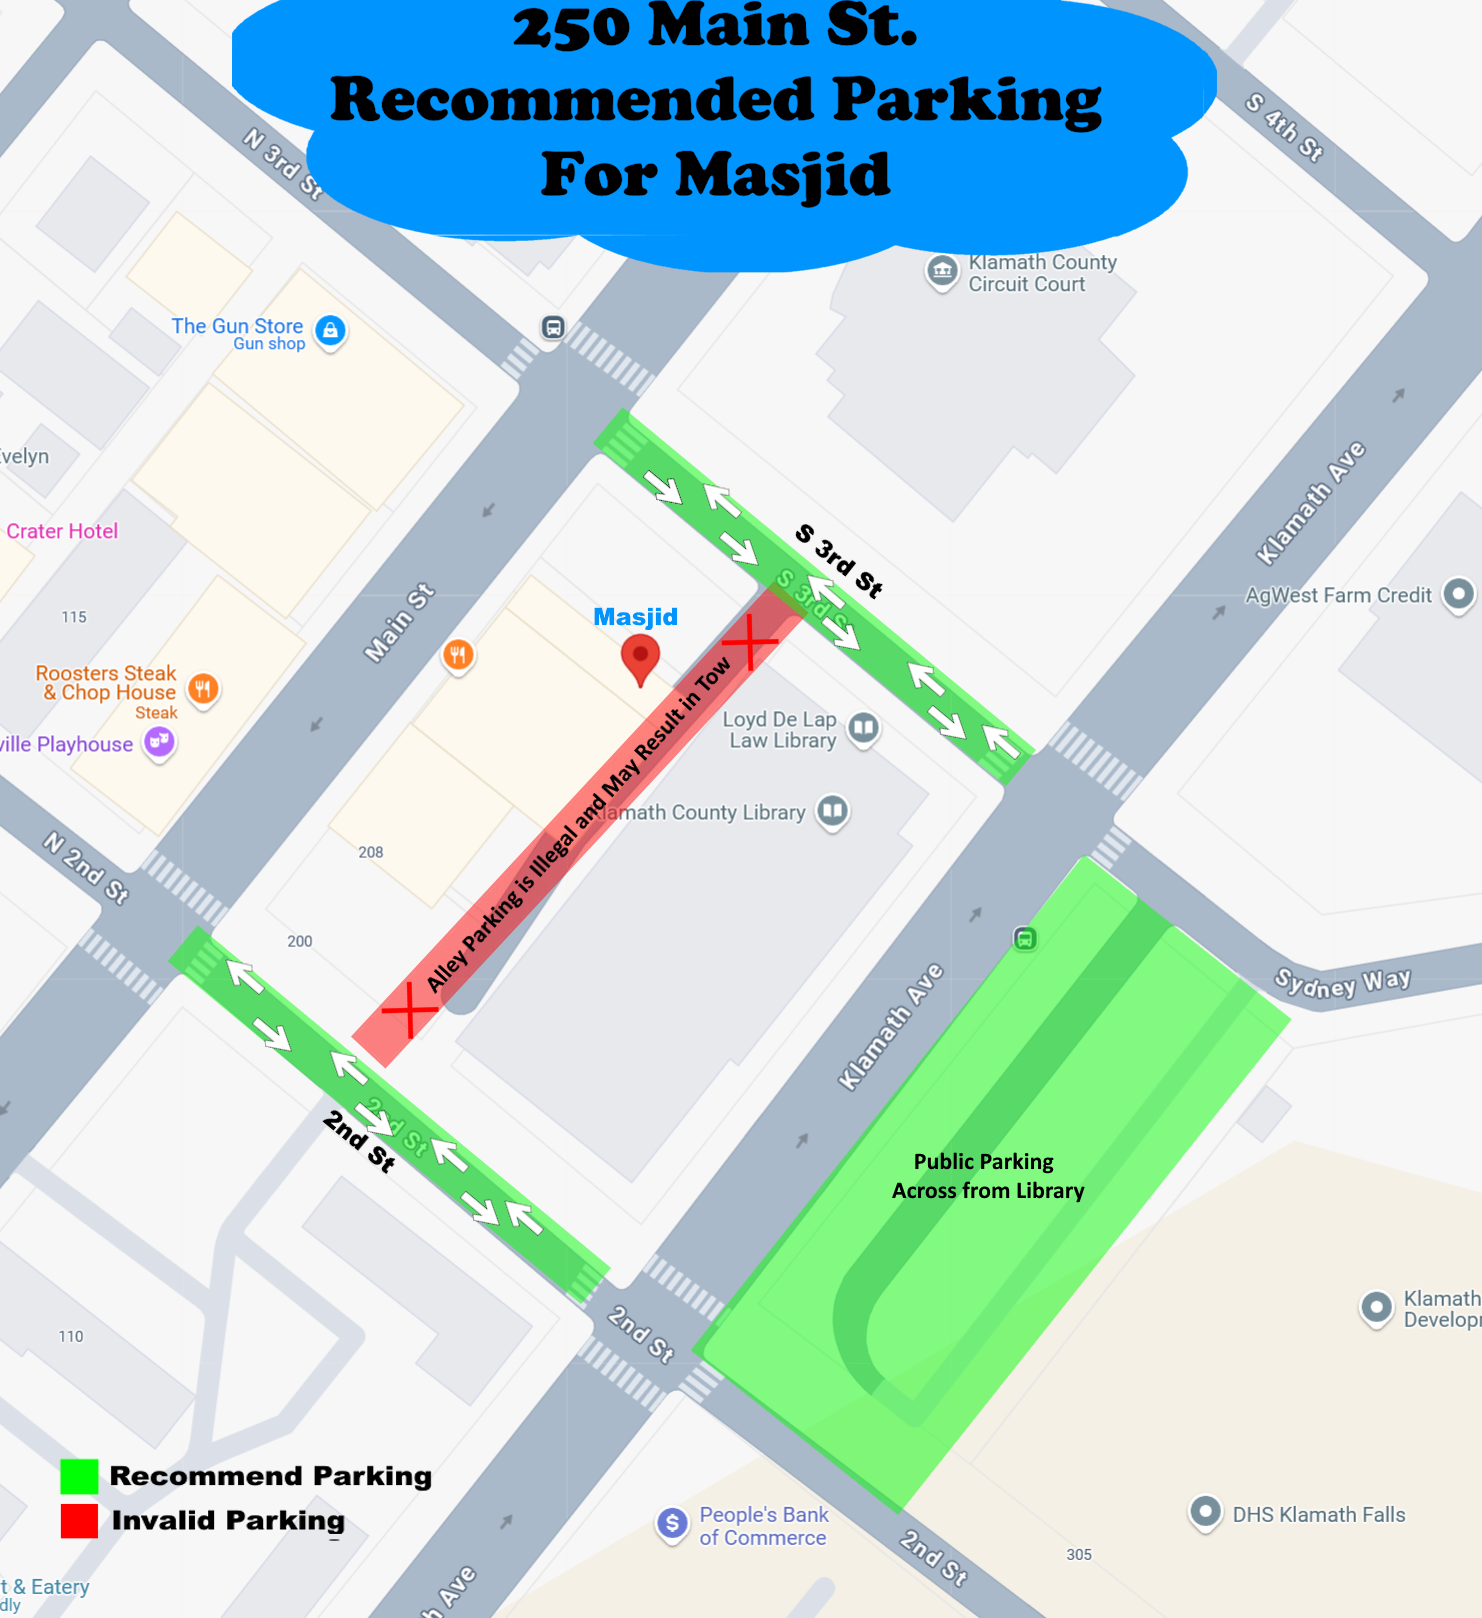 250 Main St.
Recommended Parking
For Masjid
S 4th St
N 3rd St
Klamath County
Circuit Court
The Gun Store
Gun shop
Evelyn
Crater Hotel
Klamath Ave
S 3rd St
S 3rd S
AgWest Farm Credit
Main St
Masjid
115
Roosters Steak
& Chop House
Steak
ville Playhouse
Alley Parking is Illegal and May Result in Tow
Loyd De Lap
Law Library
Klamath County Library
208
N 2nd St
200
Sydney Way
Klamath Ave
2nd St
2nd St
Public Parking
Across from Library
110
2nd St
Klamath
Develop
Recommend Parking
Invalid Parking
People's Bank
of Commerce
DHS Klamath Falls
2nd St
305
t & Eatery
dly
h Ave